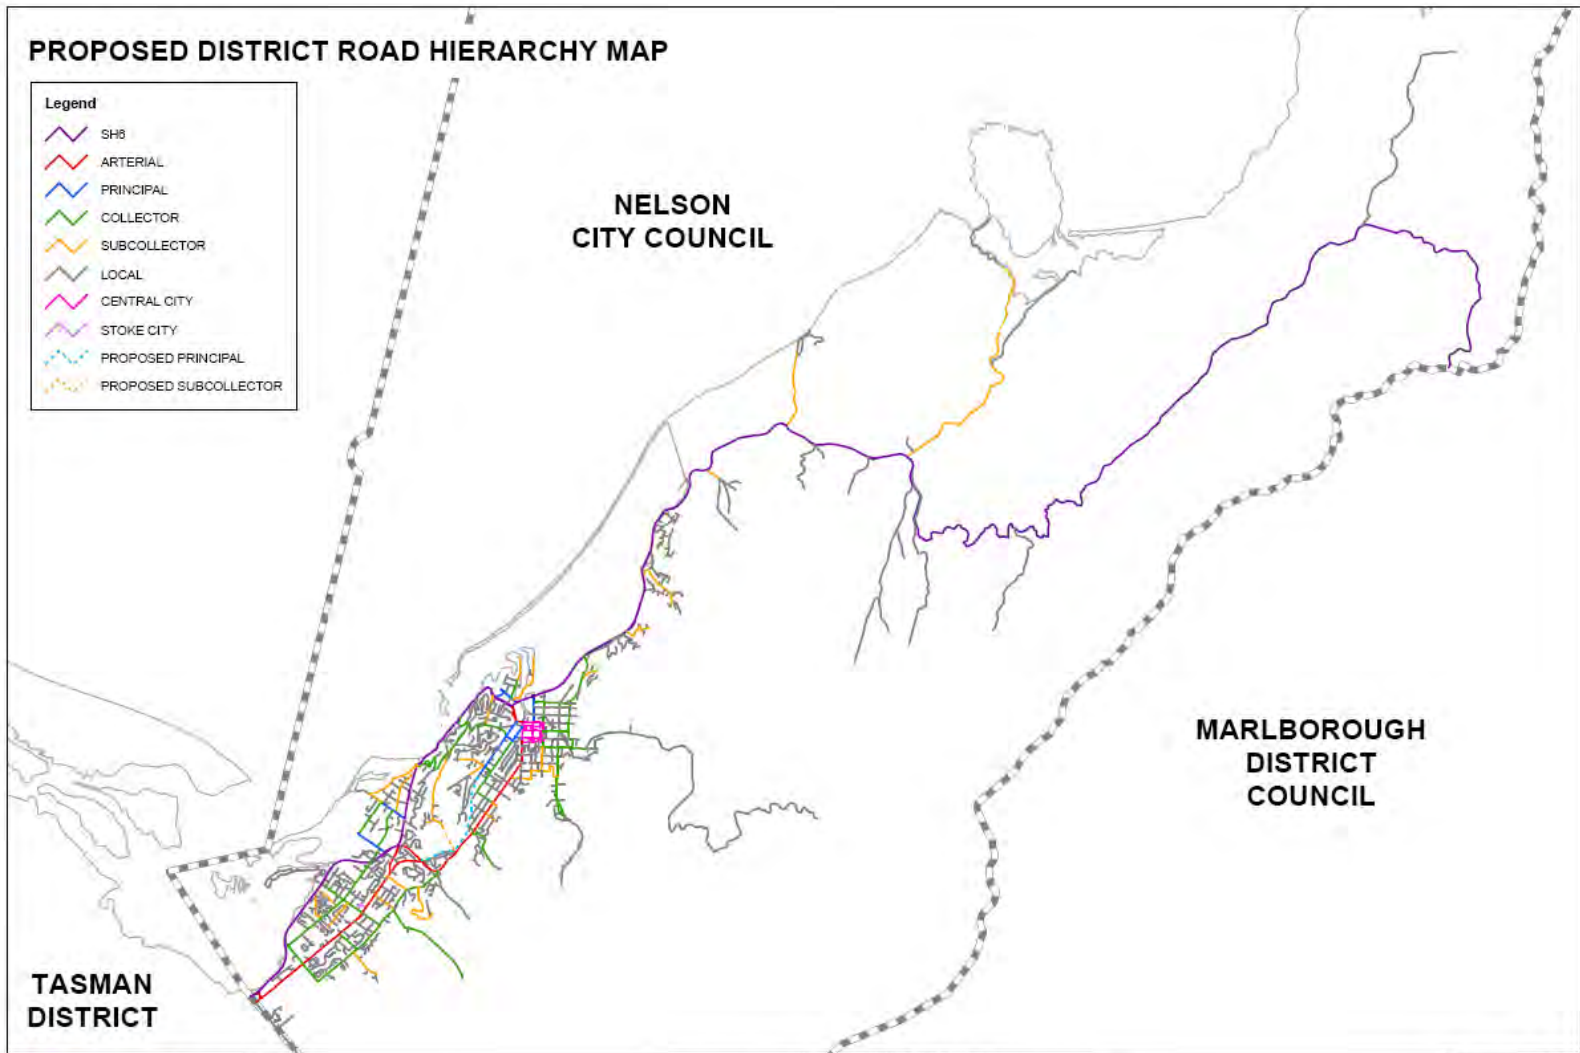 PROPOSED DISTRICT ROAD HIERARCHY MAP
Legend
SH6
ARTERIAL
PRINCIPAL
COLLECTOR
SUBCOLLECTOR
LOCAL
CENTRAL CITY
STOKE CITY
PROPOSED PRINCIPAL
PROPOSED SUBCOLLECTOR
NELSON
CITY COUNCIL
MARLBOROUGH
DISTRICT
COUNCIL
TASMAN
DISTRICT